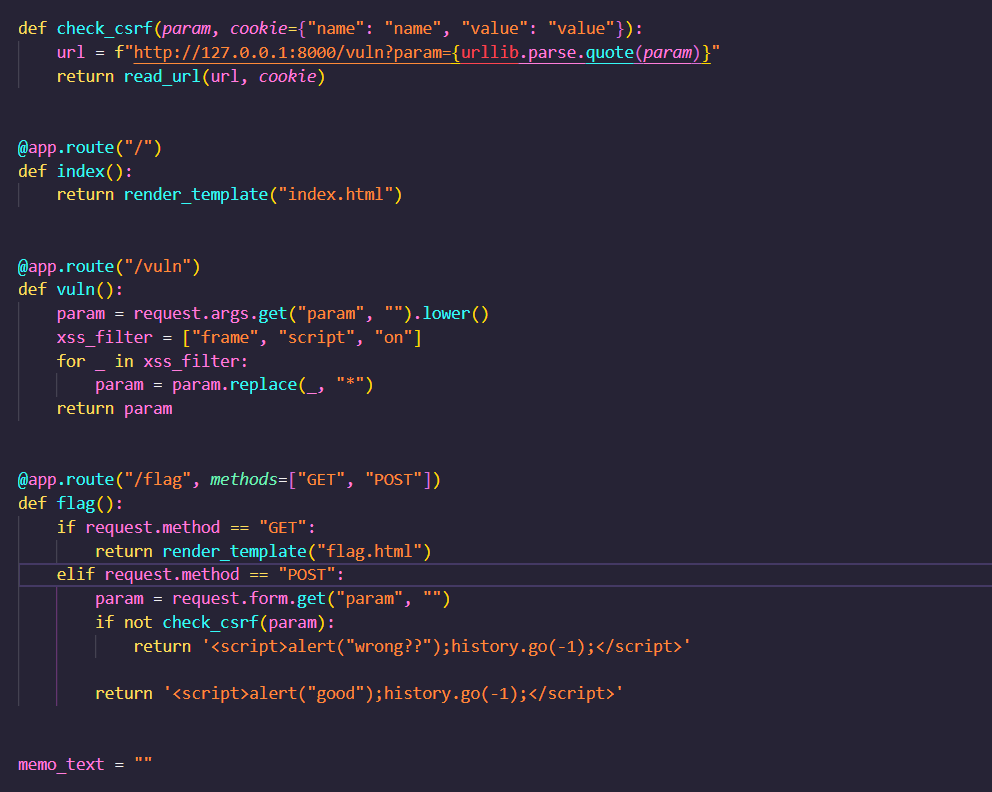 def check_csrf(param, cookie={"name": "name", "value": "value"}):
    url = f"http://127.0.0.1:8000/vuln?param={urllib.parse.quote(param)}"
    return read_url(url, cookie)
@app.route("/")
def index():
    return render_template("index.html")
@app.route("/vuln")
def vuln():
    param = request.args.get("param", "").lower()
    xss_filter = ["frame", "script", "on"]
    for _ in xss_filter:
        param = param.replace(_, "*")
    return param
@app.route("/flag", methods=["GET", "POST"])
def flag():
    if request.method == "GET":
        return render_template("flag.html")
    elif request.method == "POST":
        param = request.form.get("param", "")
        if not check_csrf(param):
            return '<script>alert("wrong??");history.go(-1);</script>'
        return '<script>alert("good");history.go(-1);</script>'
memo_text = ""